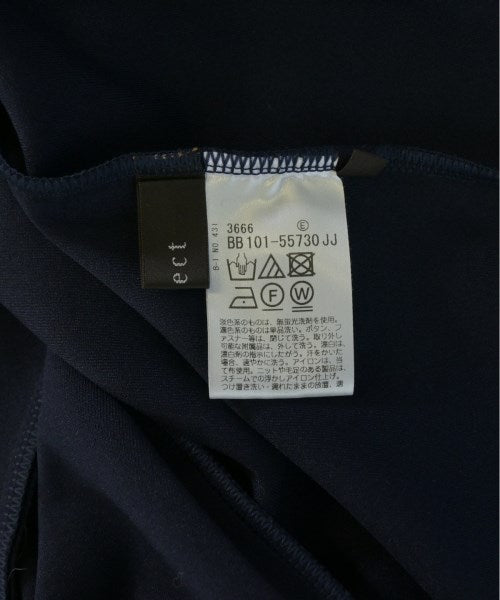 ect
B-1 NO 431
3666 E
BB 101-55730 JJ
F W
淡色系のものは、無蛍光洗剤を使用。
濃色系のものは単品洗い。ボタン、フ
ァスナー等は、閉じて洗う。取り外し
可能な附属品は、外して洗う。漂白は、
漂白剤の指示にしたがう。汗をかいた
場合、速やかに洗う。アイロンは、当
て布使用。ニットや毛足のある製品は、
スチームでの浮かしアイロン仕上げ。
つけ置き洗い・濡れたままの放置、速